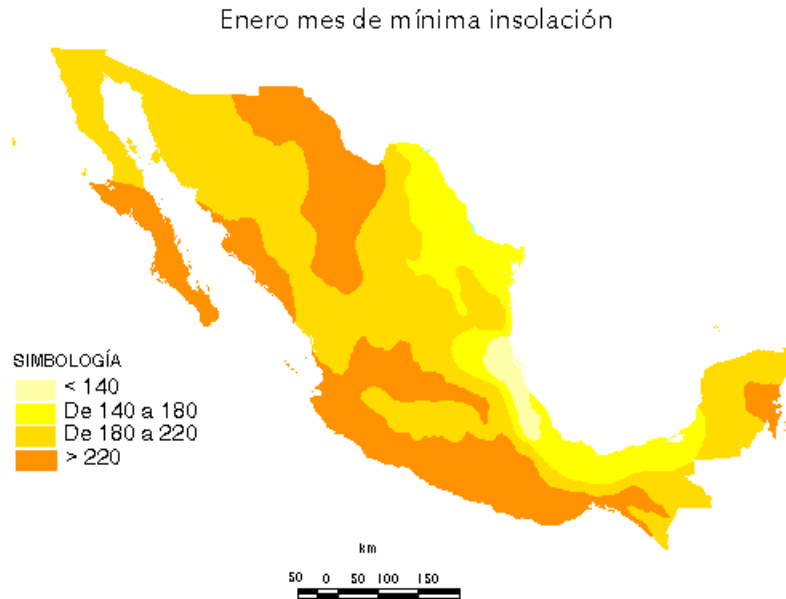 Enero mes de mínima insolación
SIMBOLOGÍA
< 140
De 140 a 180
De 180 a 220
> 220
km
50 0 50 100 150